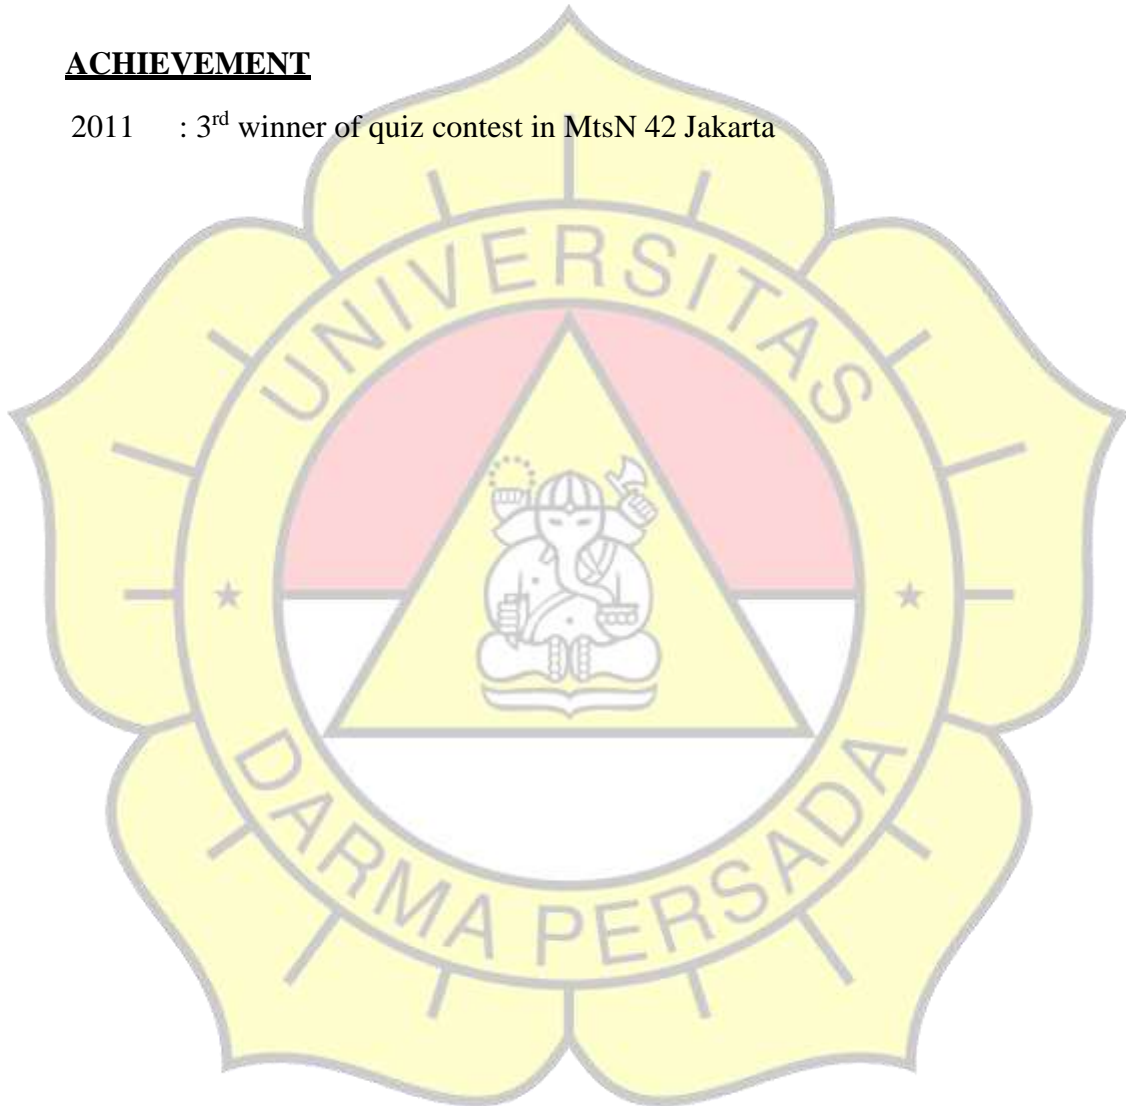 ACHIEVEMENT
2011 : 3rd winner of quiz contest in MtsN 42 Jakarta
UNIVERSITAS
DARMA PERSADA